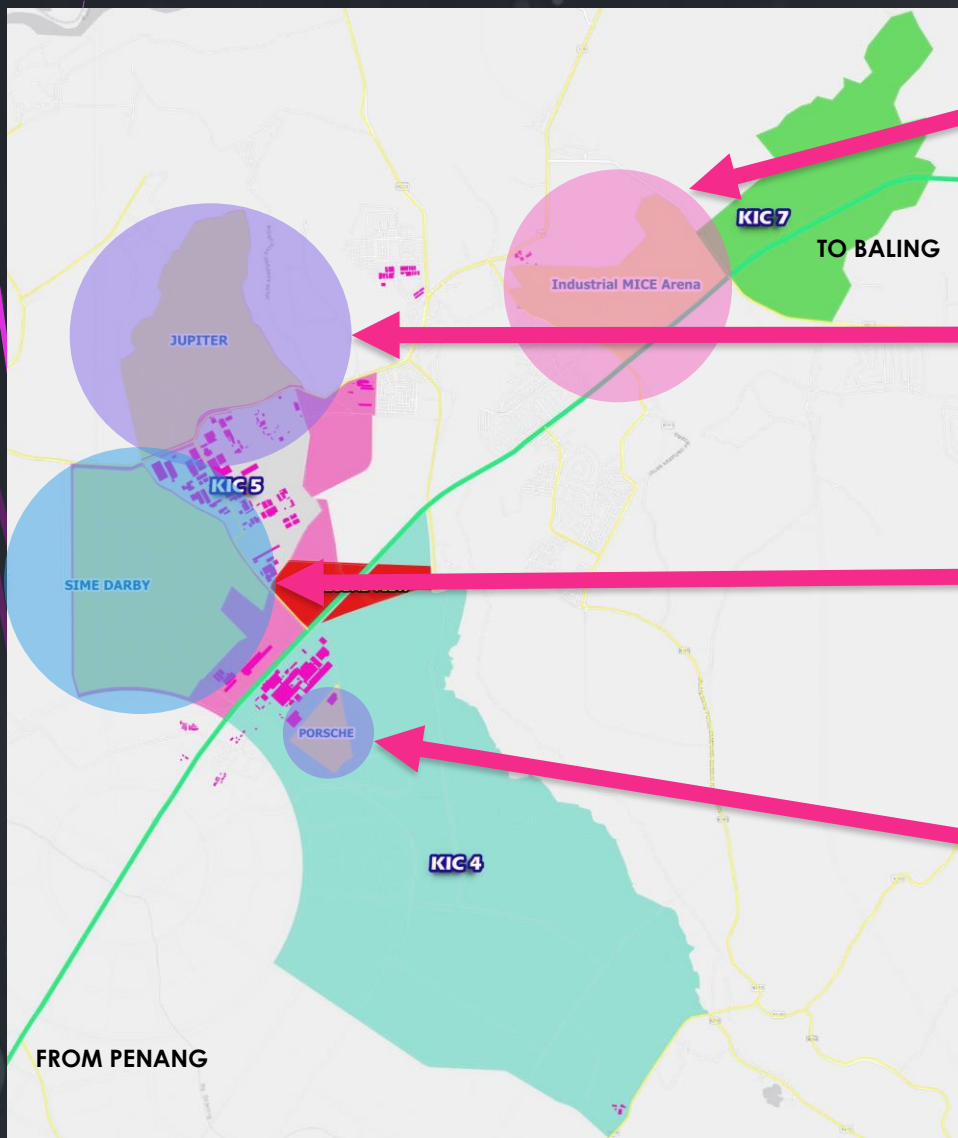 KIC 7
TO BALING
Industrial MICE Arena
JUPITER
KIC 5
SIME DARBY
PORSCHE
KIC 4
FROM PENANG